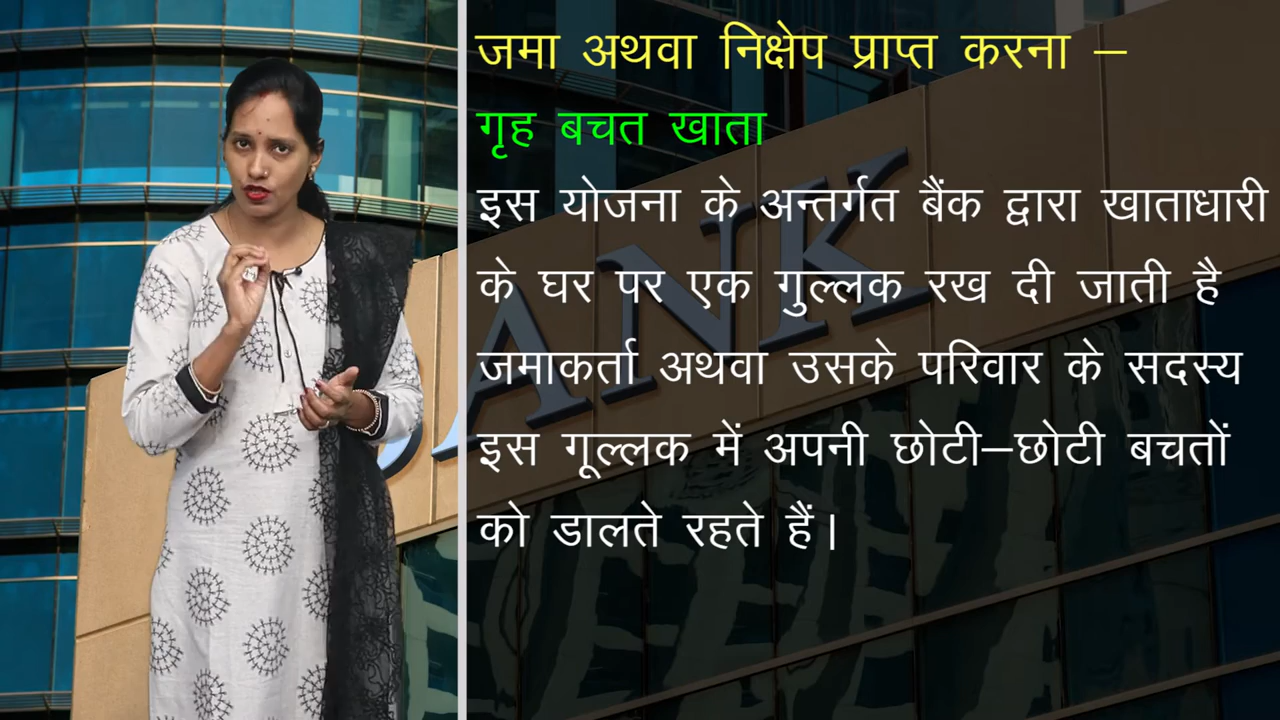 जमा अथवा निक्षेप प्राप्त करना –
गृह बचत खाता
इस योजना के अन्तर्गत बैंक द्वारा खाताधारी
के घर पर एक गुल्लक रख दी जाती है
जमाकर्ता अथवा उसके परिवार के सदस्य
इस गूल्लक में अपनी छोटी–छोटी बचतों
को डालते रहते हैं।
BANK